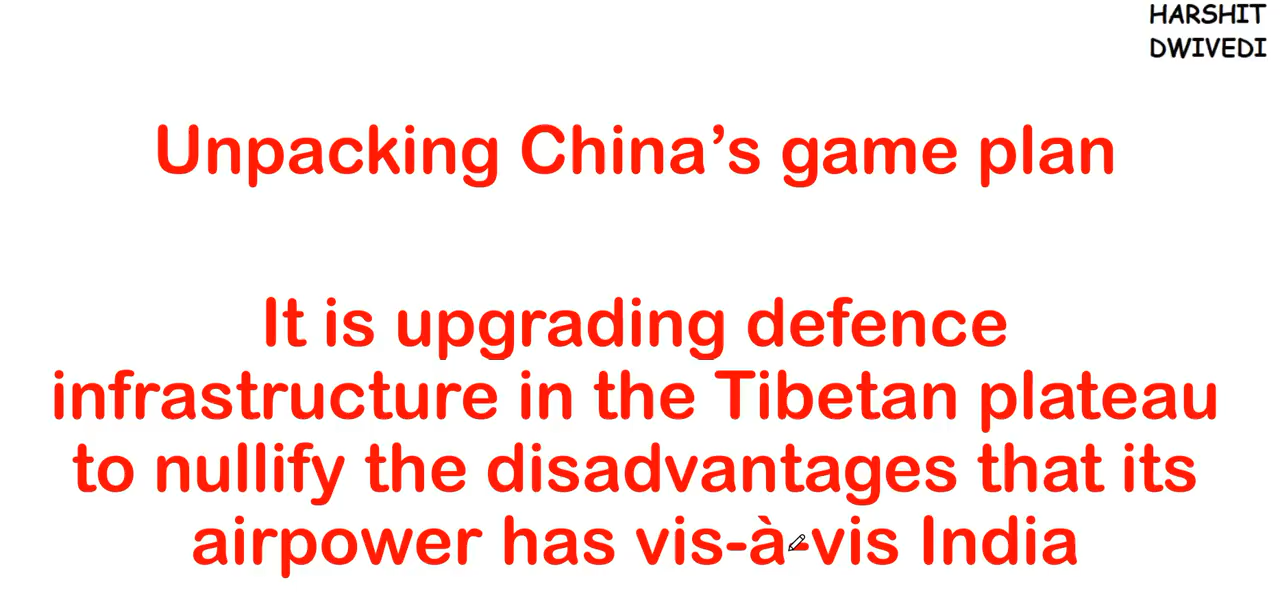 HARSHIT
DWIVEDI
Unpacking China’s game plan
It is upgrading defence
infrastructure in the Tibetan plateau
to nullify the disadvantages that its
airpower has vis-à-vis India